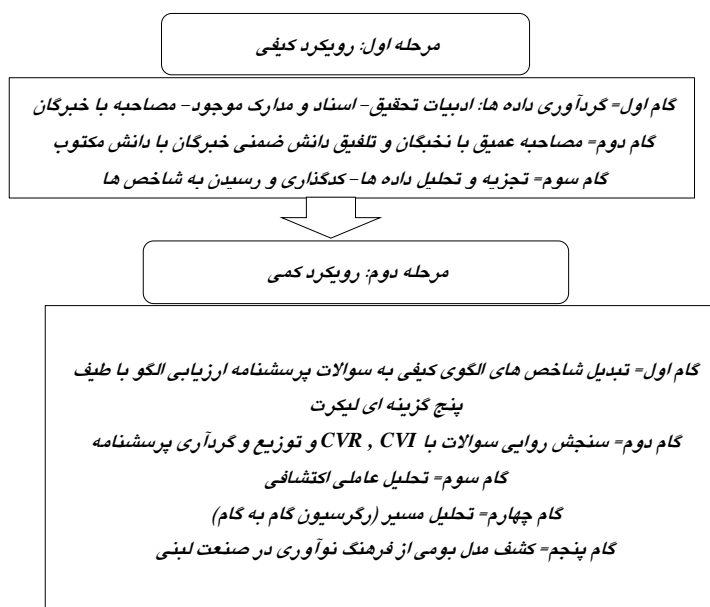 مرحله اول: رویکرد کیفی
گام اول= گردآوری داده ها: ادبیات تحقیق- اسناد و مدارک موجود- مصاحبه با خبرگان
گام دوم= مصاحبه عمیق با نخبگان و تلفیق دانش ضمنی خبرگان با دانش مکتوب
گام سوم= تجزیه و تحلیل داده ها- کدگذاری و رسیدن به شاخص ها
مرحله دوم: رویکرد کمی
گام اول= تبدیل شاخص های الگوی کیفی به سوالات پرسشنامه ارزیابی الگو با طیف
پنج گزینه ای لیکرت
گام دوم= سنجش روایی سوالات با CVR , CVI و توزیع و گردآری پرسشنامه
گام سوم= تحلیل عاملی اکتشافی
گام چهارم= تحلیل مسیر (رگرسیون گام به گام)
گام پنجم= کشف مدل بومی از فرهنگ نوآوری در صنعت لبنی